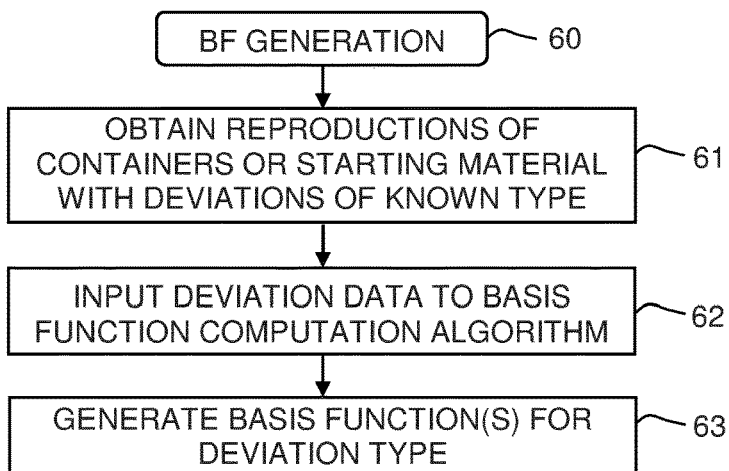 BF GENERATION
60
OBTAIN REPRODUCTIONS OF
CONTAINERS OR STARTING MATERIAL
WITH DEVIATIONS OF KNOWN TYPE
61
INPUT DEVIATION DATA TO BASIS
FUNCTION COMPUTATION ALGORITHM
62
GENERATE BASIS FUNCTION(S) FOR
DEVIATION TYPE
63